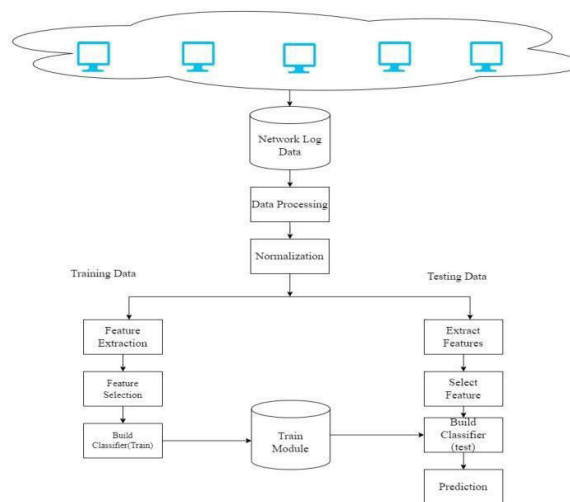 Network Log
Data
Data Processing
Normalization
Training Data
Testing Data
Feature
Extraction
Extract
Features
Feature
Selection
Select
Feature
Build
Classifier(Train)
Train
Module
Build
Classifier
(test)
Prediction